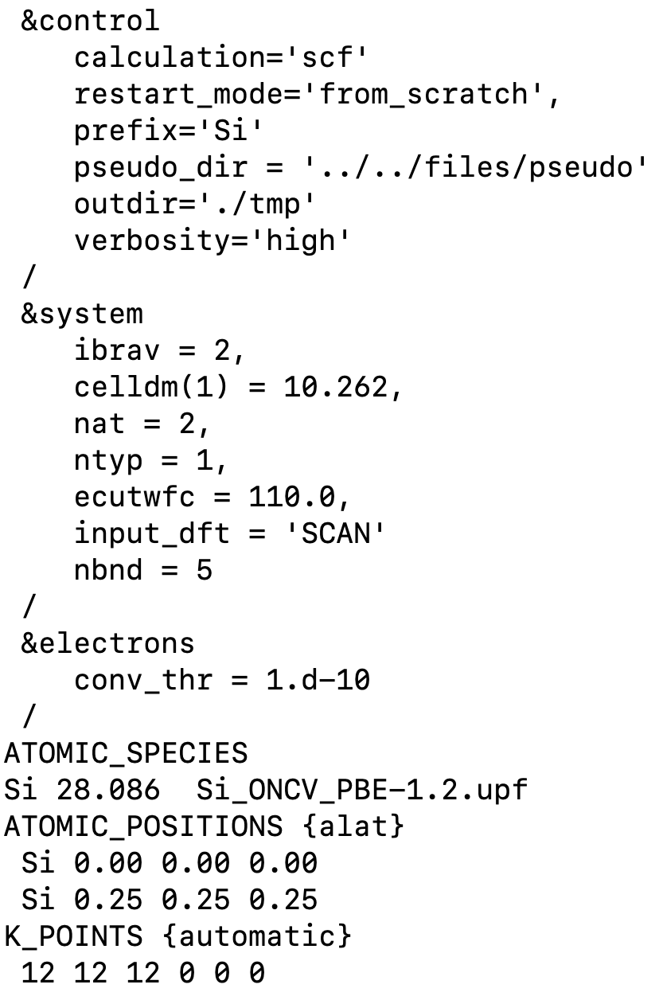 &control
calculation='scf'
restart_mode='from_scratch',
prefix='Si'
pseudo_dir = '../../files/pseudo'
outdir='./tmp'
verbosity='high'
/
&system
ibrav = 2,
celldm(1) = 10.262,
nat = 2,
ntyp = 1,
ecutwfc = 110.0,
input_dft = 'SCAN'
nbnd = 5
/
&electrons
conv_thr = 1.d-10
/
ATOMIC_SPECIES
Si 28.086  Si_ONCV_PBE-1.2.upf
ATOMIC_POSITIONS {alat}
Si 0.00 0.00 0.00
Si 0.25 0.25 0.25
K_POINTS {automatic}
12 12 12 0 0 0